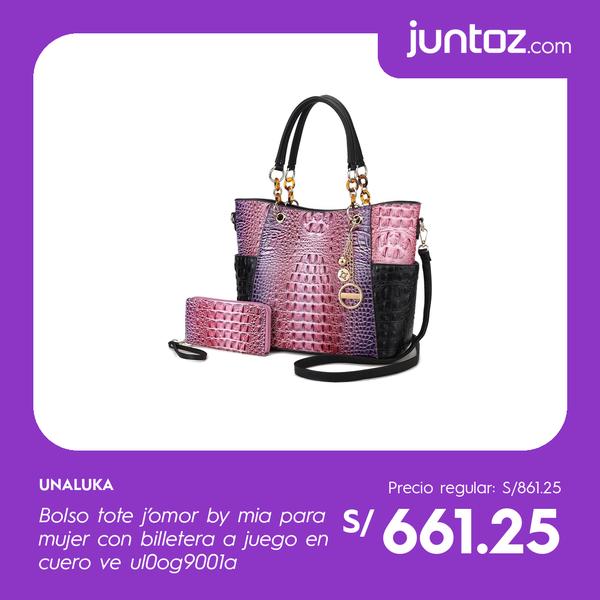 juntoz.com
UNALUKA
Bolso tote j'omor by mia para
mujer con billetera a juego en
cuero ve ul0og9001a
Precio regular: S/861.25
S/ 661.25